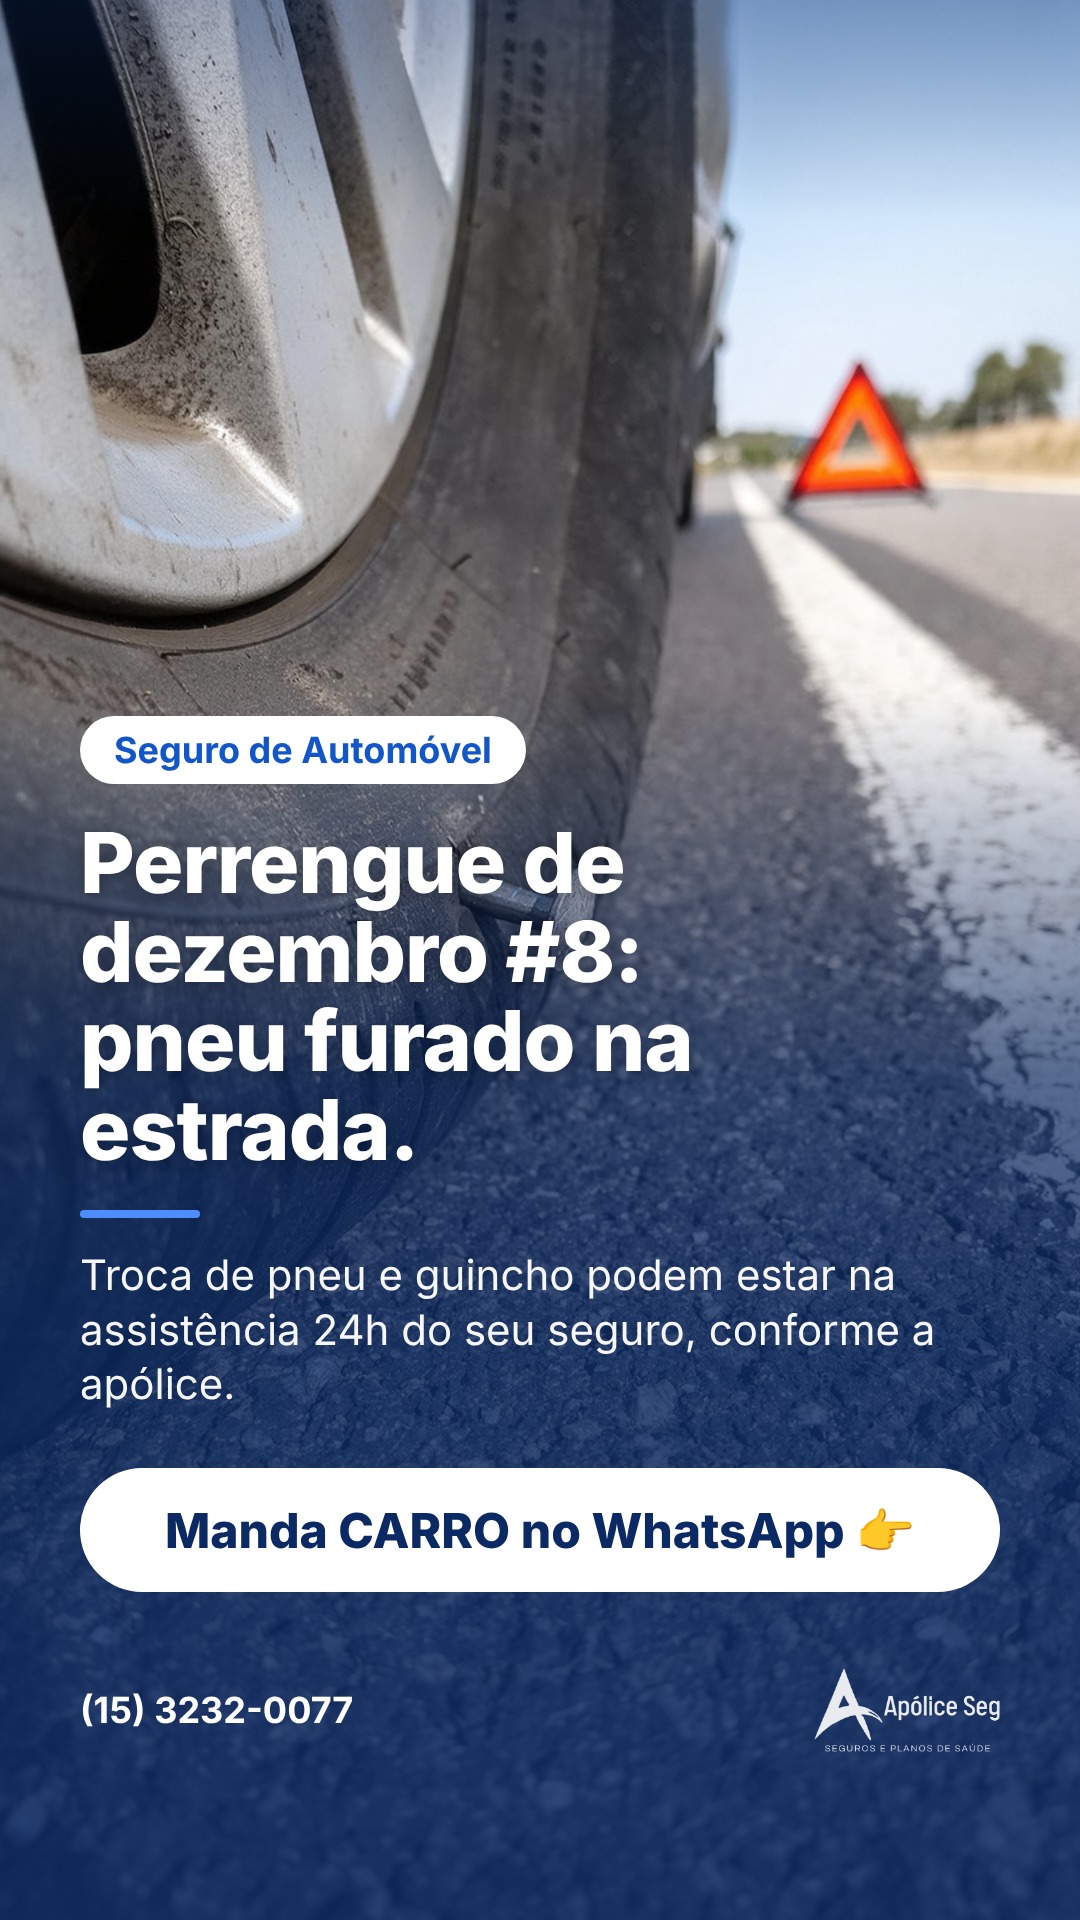 Seguro de Automóvel
Perrengue de
dezembro #8:
pneu furado na
estrada.
Troca de pneu e guincho podem estar na
assistência 24h do seu seguro, conforme a
apólice.
Manda CARRO no WhatsApp 👉
(15) 3232-0077
Apólice Seg
SEGUROS E PLANOS DE SAÚDE